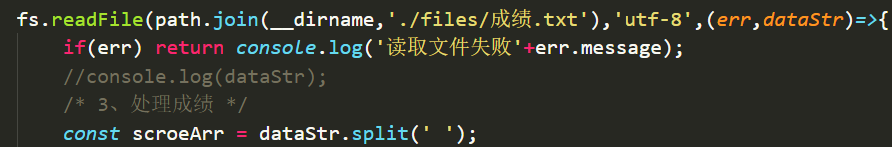 fs.readFile(path.join(__dirname,'./files/成绩.txt'),'utf-8',(err,dataStr)=>{
if(err) return console.log('读取文件失败'+err.message);
//console.log(dataStr);
/* 3、处理成绩 */
const scroeArr = dataStr.split(' ');